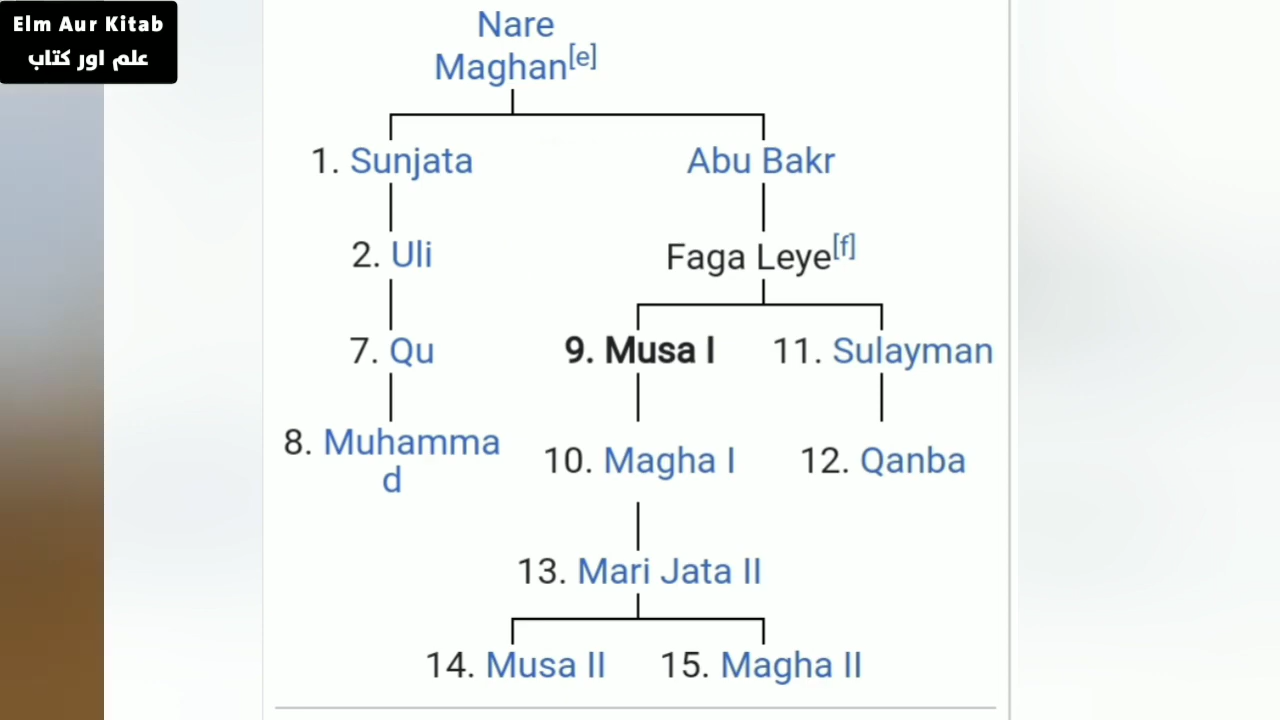 Elm Aur Kitab
علم اور کتاب
Nare
Maghan[e]
1. Sunjata
Abu Bakr
2. Uli
Faga Leye[f]
7. Qu
9. Musa I
11. Sulayman
8. Muhamma
d
10. Magha I
12. Qanba
13. Mari Jata II
14. Musa II
15. Magha II